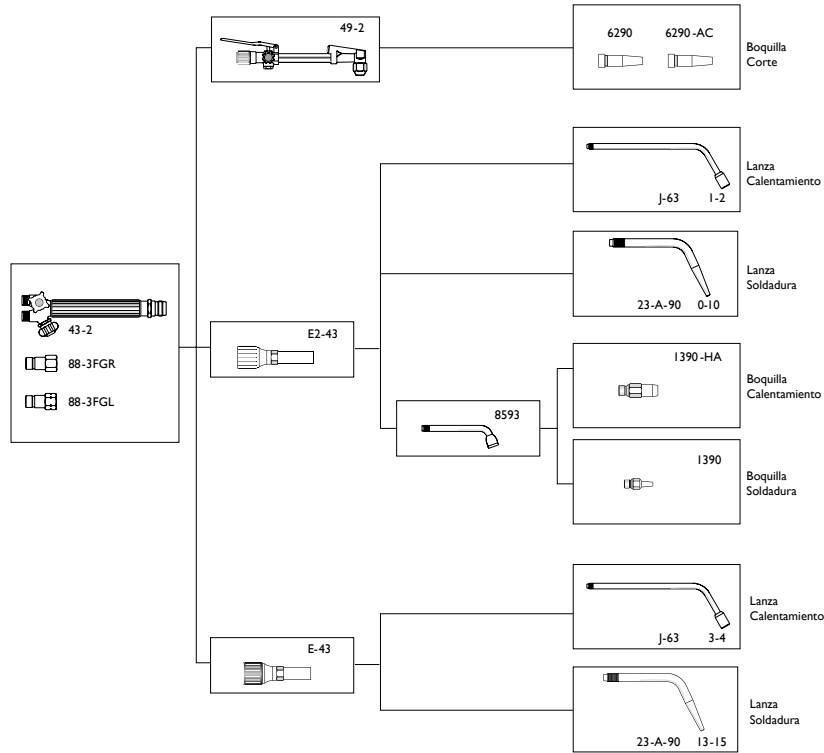 49-2
6290 6290-AC
Boquilla
Corte
Lanza
Calentamiento
J-63 1-2
Lanza
Soldadura
23-A-90 0-10
43-2
88-3FGR
88-3FGL
E2-43
1390-HA
Boquilla
Calentamiento
8593
1390
Boquilla
Soldadura
Lanza
Calentamiento
J-63 3-4
E-43
Lanza
Soldadura
23-A-90 13-15